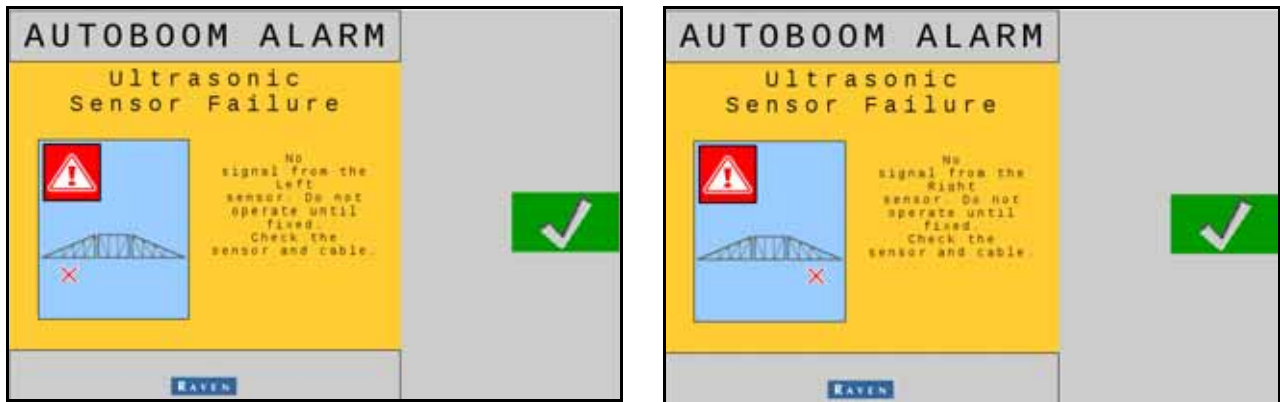 AUTOBOOM ALARM
Ultrasonic
Sensor Failure
No
signal from the
Left
sensor. Do not
operate until
fixed.
Check the
sensor and cable.
RAVEN
AUTOBOOM ALARM
Ultrasonic
Sensor Failure
No
signal from the
Right
sensor. Do not
operate until
fixed.
Check the
sensor and cable.
RAVEN